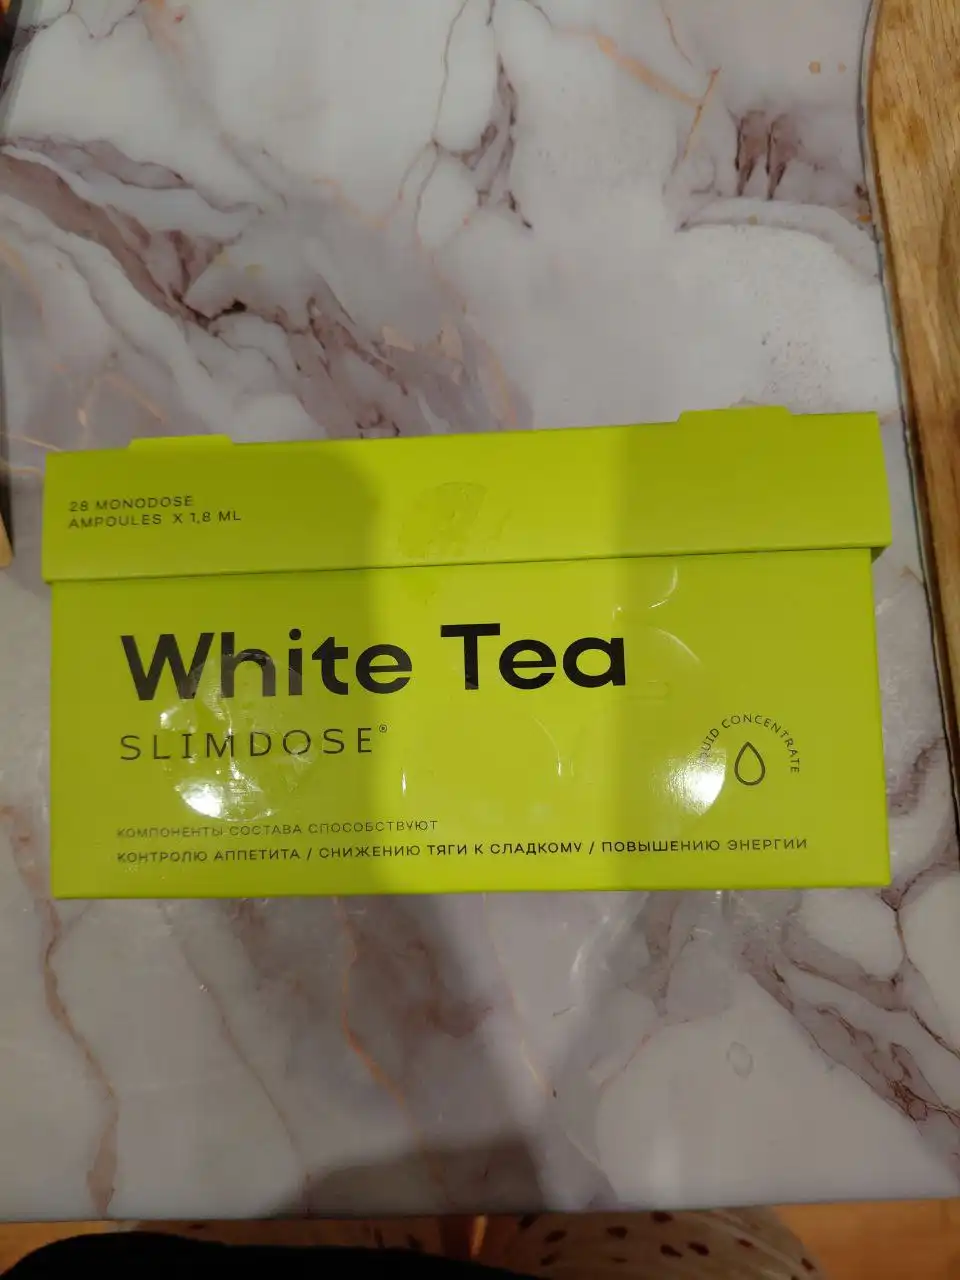 28 MONODOSE
AMPOULES X 1,8 ML
White Tea
SLIMDOSE®
LIQUID CONCENTRATE
КОМПОНЕНТЫ СОСТАВА СПОСОБСТВУЮТ
КОНТРОЛЮ АППЕТИТА / СНИЖЕНИЮ ТЯГИ К СЛАДКОМУ / ПОВЫШЕНИЮ ЭНЕРГИИ